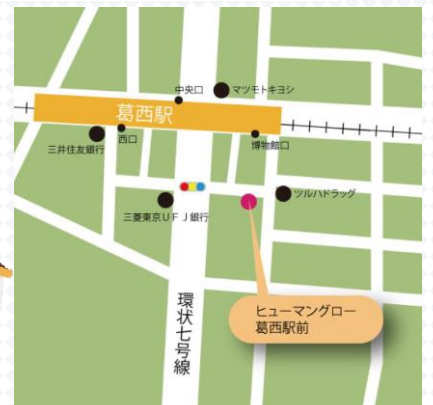 中央口
マツモトキヨシ
葛西駅
西口
博物館口
三井住友銀行
ツルハドラッグ
三菱東京UFJ銀行
環状七号線
ヒューマングロー
葛西駅前